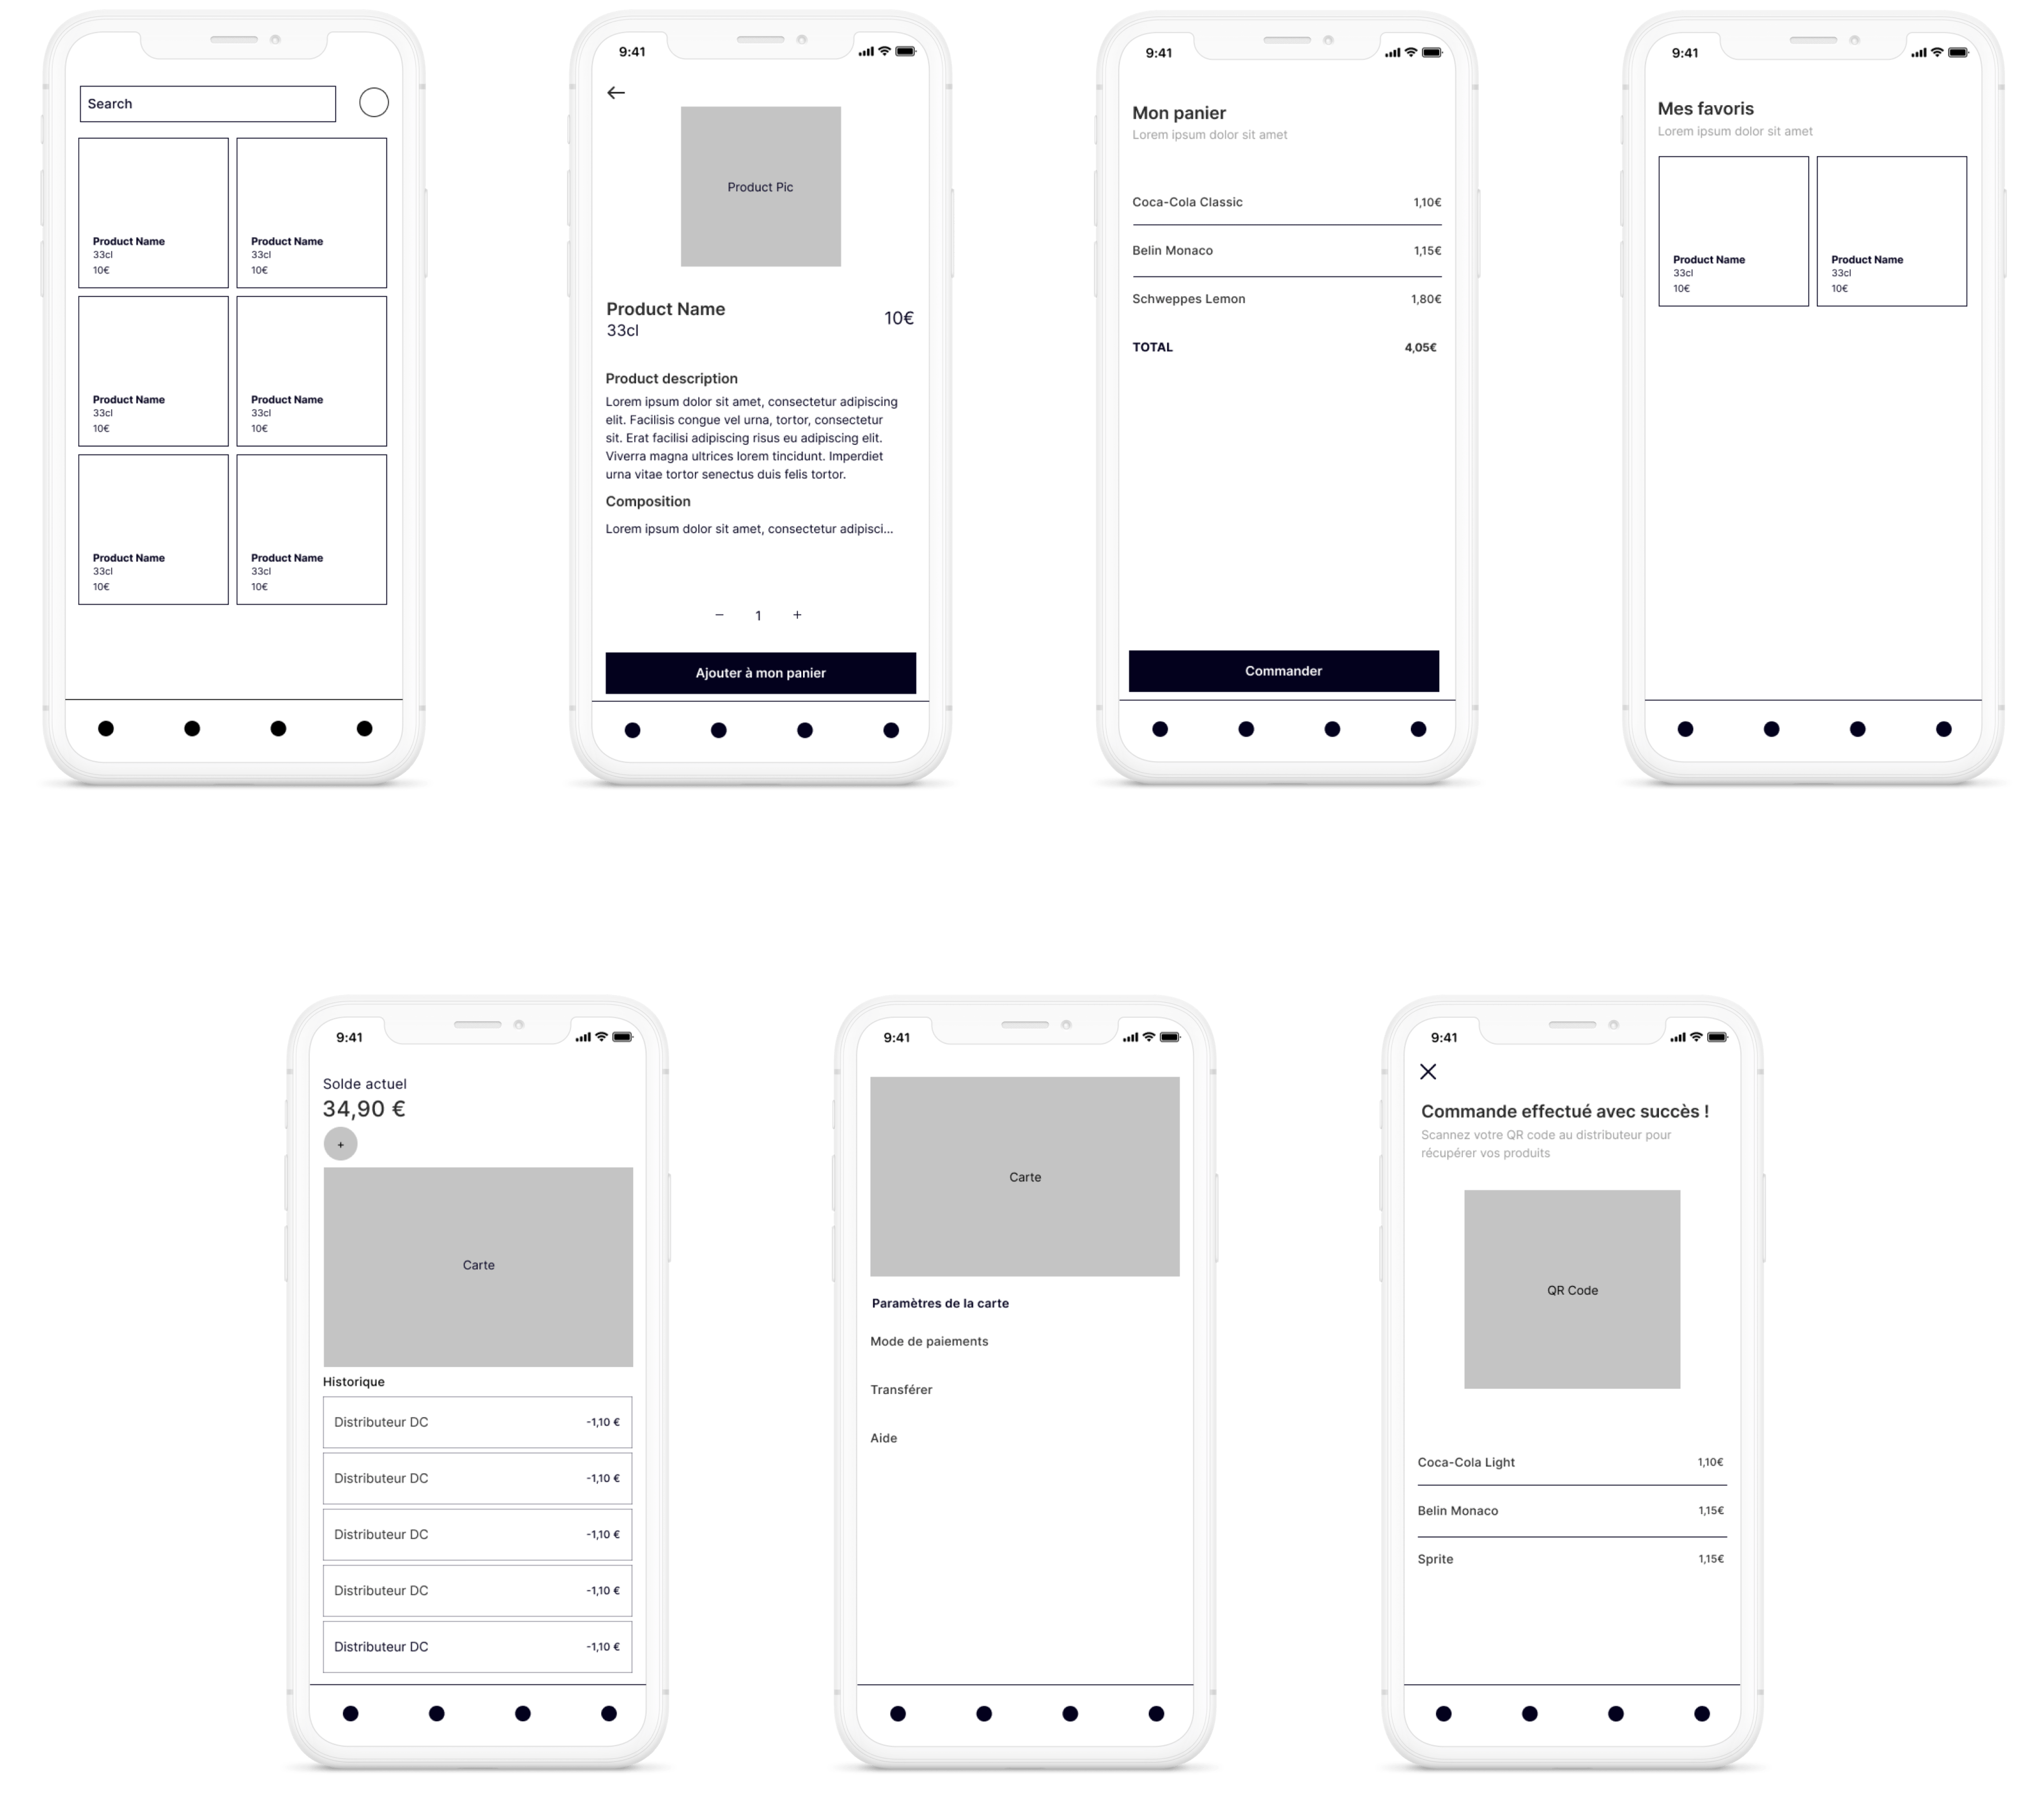 Search
Product Name
33cl
10€
Product Name
33cl
10€
Product Name
33cl
10€
Product Name
33cl
10€
Product Name
33cl
10€
Product Name
33cl
10€
9:41
Product Pic
Product Name
33cl
10€
Product description
Lorem ipsum dolor sit amet, consectetur adipiscing
elit. Facilisis congue vel urna, tortor, consectetur
sit. Erat facilisi adipiscing risus eu adipiscing elit.
Viverra magna ultrices lorem tincidunt. Imperdiet
urna vitae tortor senectus duis felis tortor.
Composition
Lorem ipsum dolor sit amet, consectetur adipisci...
− 1 +
Ajouter à mon panier
9:41
Mon panier
Lorem ipsum dolor sit amet
Coca-Cola Classic 1,10€
Belin Monaco 1,15€
Schweppes Lemon 1,80€
TOTAL 4,05€
Commander
9:41
Mes favoris
Lorem ipsum dolor sit amet
Product Name
33cl
10€
Product Name
33cl
10€
9:41
Solde actuel
34,90 €
+
Carte
Historique
Distributeur DC -1,10 €
Distributeur DC -1,10 €
Distributeur DC -1,10 €
Distributeur DC -1,10 €
Distributeur DC -1,10 €
9:41
Carte
Paramètres de la carte
Mode de paiements
Transférer
Aide
9:41
Commande effectué avec succès !
Scannez votre QR code au distributeur pour
récupérer vos produits
QR Code
Coca-Cola Light 1,10€
Belin Monaco 1,15€
Sprite 1,15€